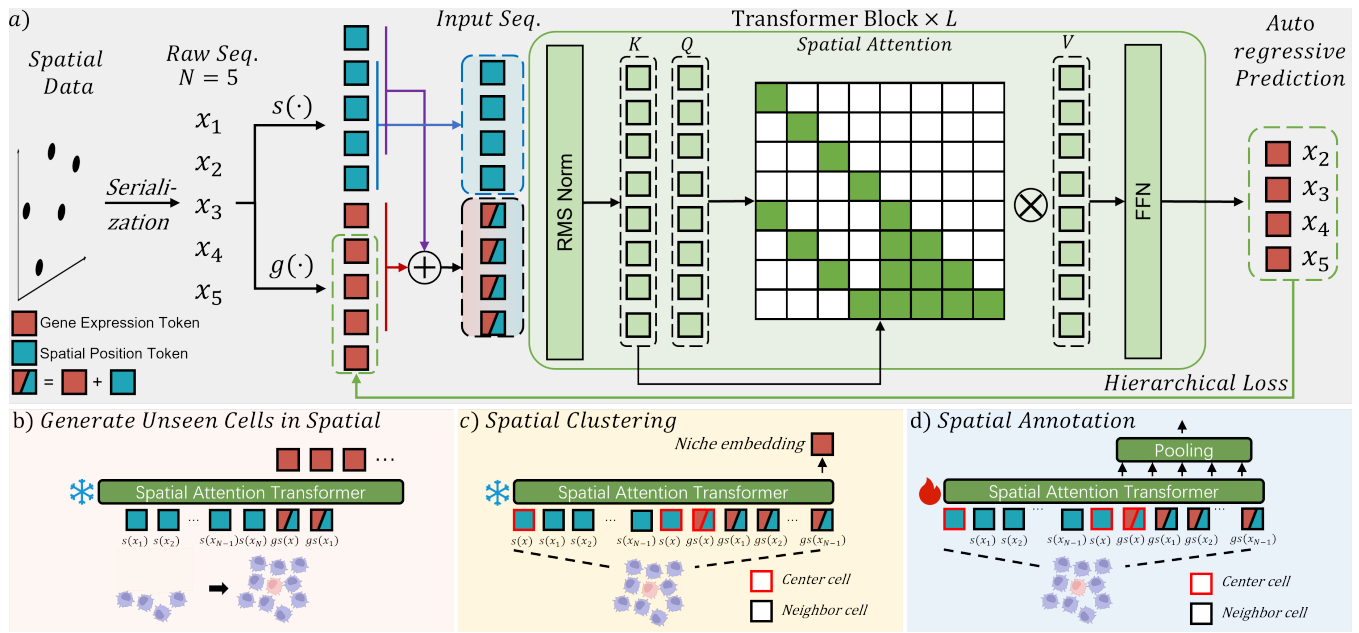 a)
Spatial
Data
Raw Seq.
N = 5
x1
x2
x3
x4
x5
Seriali-
zation
s(·)
g(·)
Input Seq.
Transformer Block × L
K
Q
Spatial Attention
V
RMS Norm
FFN
Auto
regressive
Prediction
x2
x3
x4
x5
Gene Expression Token
Spatial Position Token
= +
Hierarchical Loss
b) Generate Unseen Cells in Spatial
...
Spatial Attention Transformer
...
s(x1) s(x2) s(xN−1) s(xN) gs(x) gs(x1)
c) Spatial Clustering
Niche embedding
Spatial Attention Transformer
... ...
s(x) s(x1) s(x2) s(xN−1) s(x) gs(x) gs(x1) gs(x2) gs(xN−1)
Center cell
Neighbor cell
d) Spatial Annotation
Pooling
Spatial Attention Transformer
... ...
s(x1) s(x2) s(xN−1) s(x) gs(x) gs(x1) gs(x2) gs(xN−1)
Center cell
Neighbor cell